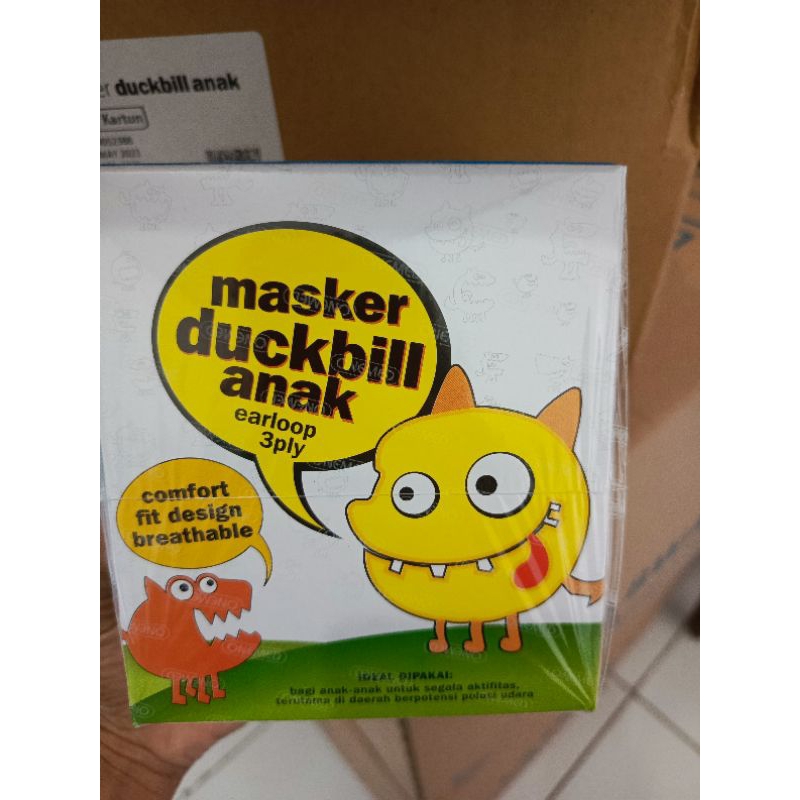 duckbill anak
Kartun
masker
duckbill
anak
earloop
3ply
comfort
fit design
breathable
IDEAL DIPAKAI:
bagi anak-anak untuk segala aktifitas,
terutama di daerah berpotensi polusi udara
ONEMED